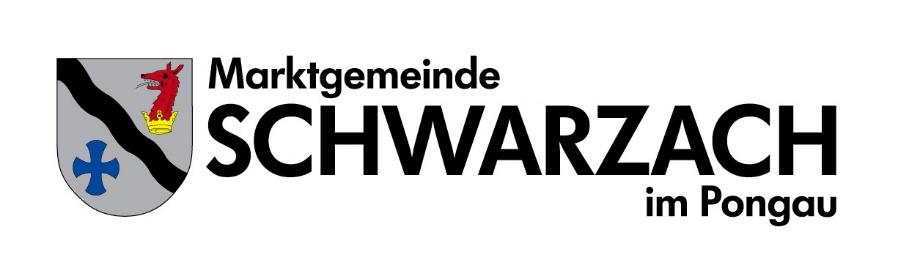 Marktgemeinde
SCHWARZACH
im Pongau